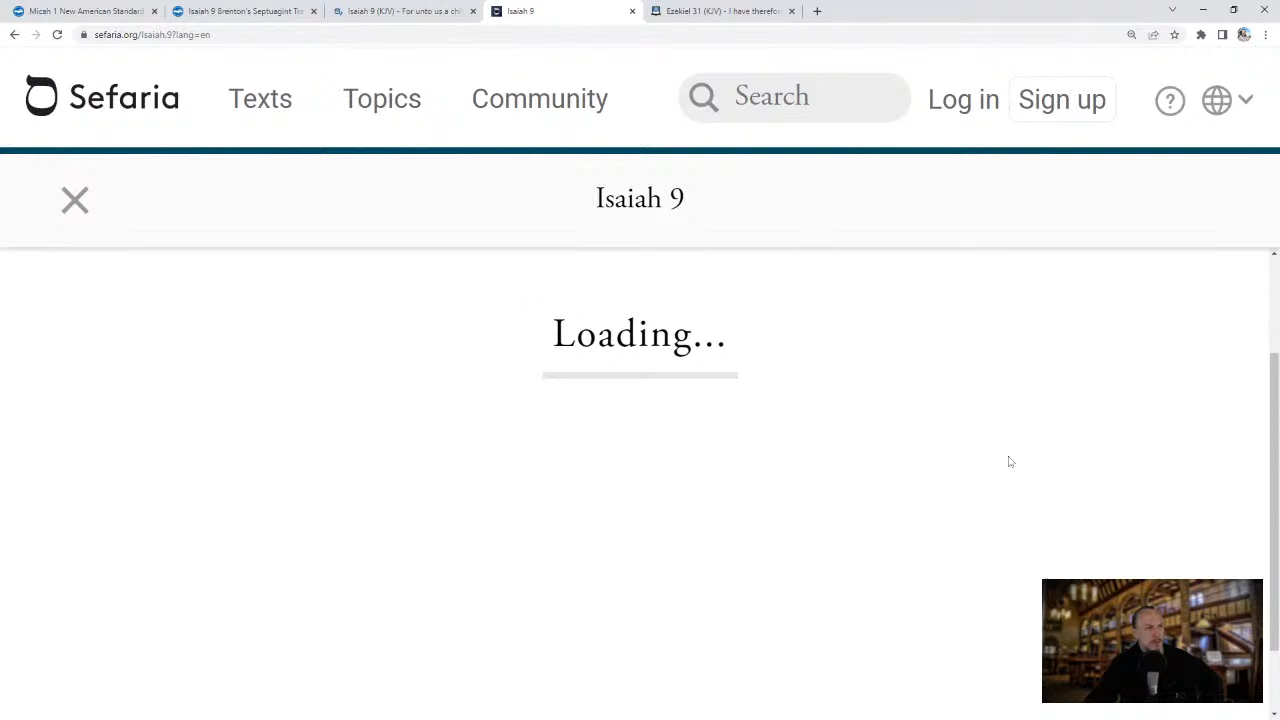 Micah 1 New American Standard
Isaiah 9 Brenton's Septuagint Tra
Isaiah 9 (KJV) - For unto us a chi
Isaiah 9
Ezekiel 31 (KJV) - I have therefor
sefaria.org/Isaiah.9?lang=en
Sefaria
Texts
Topics
Community
Search
Log in
Sign up
Isaiah 9
Loading...